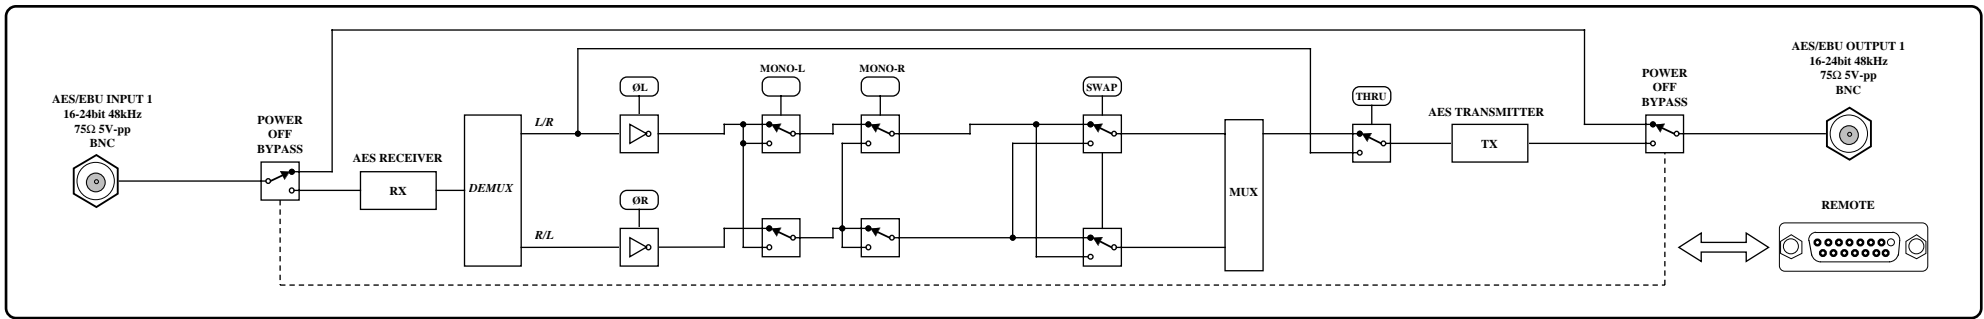 AES/EBU INPUT 1
16-24bit 48kHz
75Ω 5V-pp
BNC
POWER
OFF
BYPASS
AES RECEIVER
RX
DEMUX
L/R
R/L
ØL
ØR
MONO-L
MONO-R
SWAP
MUX
THRU
AES TRANSMITTER
TX
POWER
OFF
BYPASS
AES/EBU OUTPUT 1
16-24bit 48kHz
75Ω 5V-pp
BNC
REMOTE